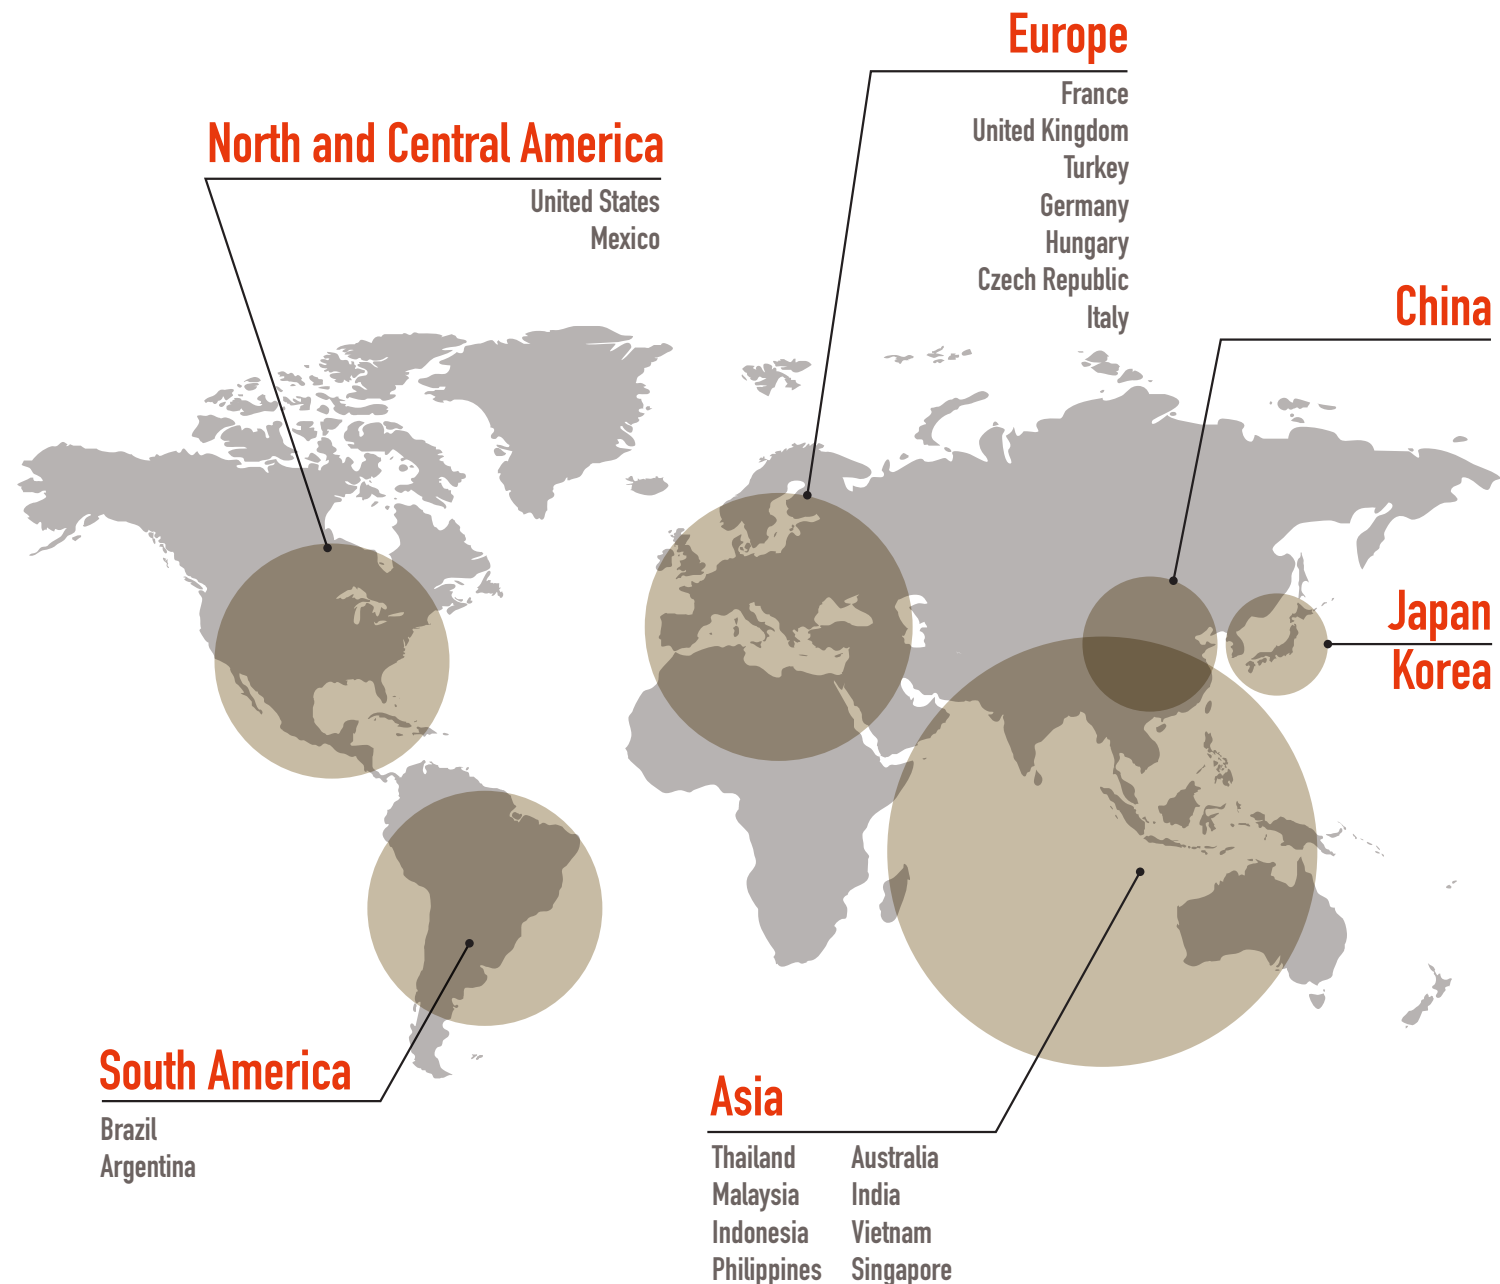 Europe
France
United Kingdom
Turkey
Germany
Hungary
Czech Republic
Italy
North and Central America
United States
Mexico
China
Japan
Korea
South America
Brazil
Argentina
Asia
Thailand Australia
Malaysia India
Indonesia Vietnam
Philippines Singapore